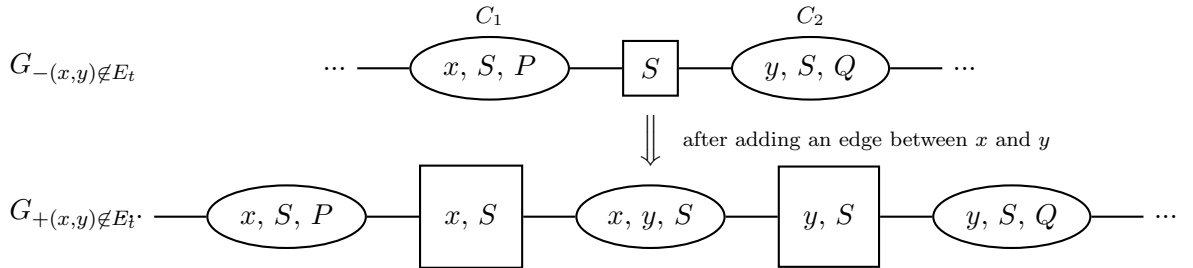 C₁ C₂
G₋₍ₓ,y₎∉Eₜ ··· x, S, P S y, S, Q ···
after adding an edge between x and y
G₊₍ₓ,y₎∉Eₜ ··· x, S, P x, S x, y, S y, S y, S, Q ···